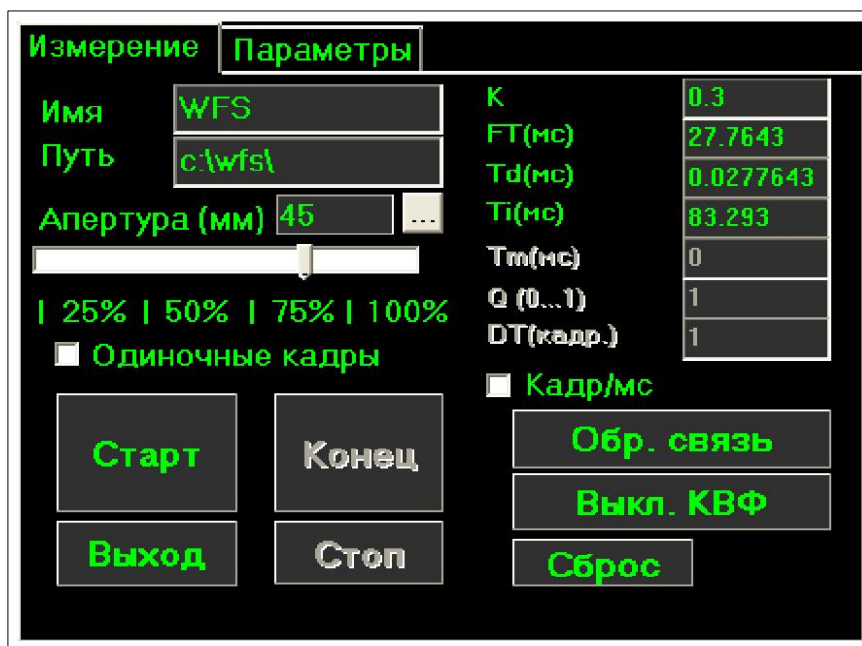 Измерение Параметры
Имя WFS
Путь c:\wfs\
Апертура (мм) 45 ...
| 25% | 50% | 75% | 100%
Одиночные кадры
Старт Конец
Выход Стоп
K 0.3
FT(мс) 27.7643
Td(мс) 0.0277643
Ti(мс) 83.293
Tm(мс) 0
Q (0...1) 1
DT(кадр.) 1
Кадр/мс
Обр. связь
Выкл. КВФ
Сброс